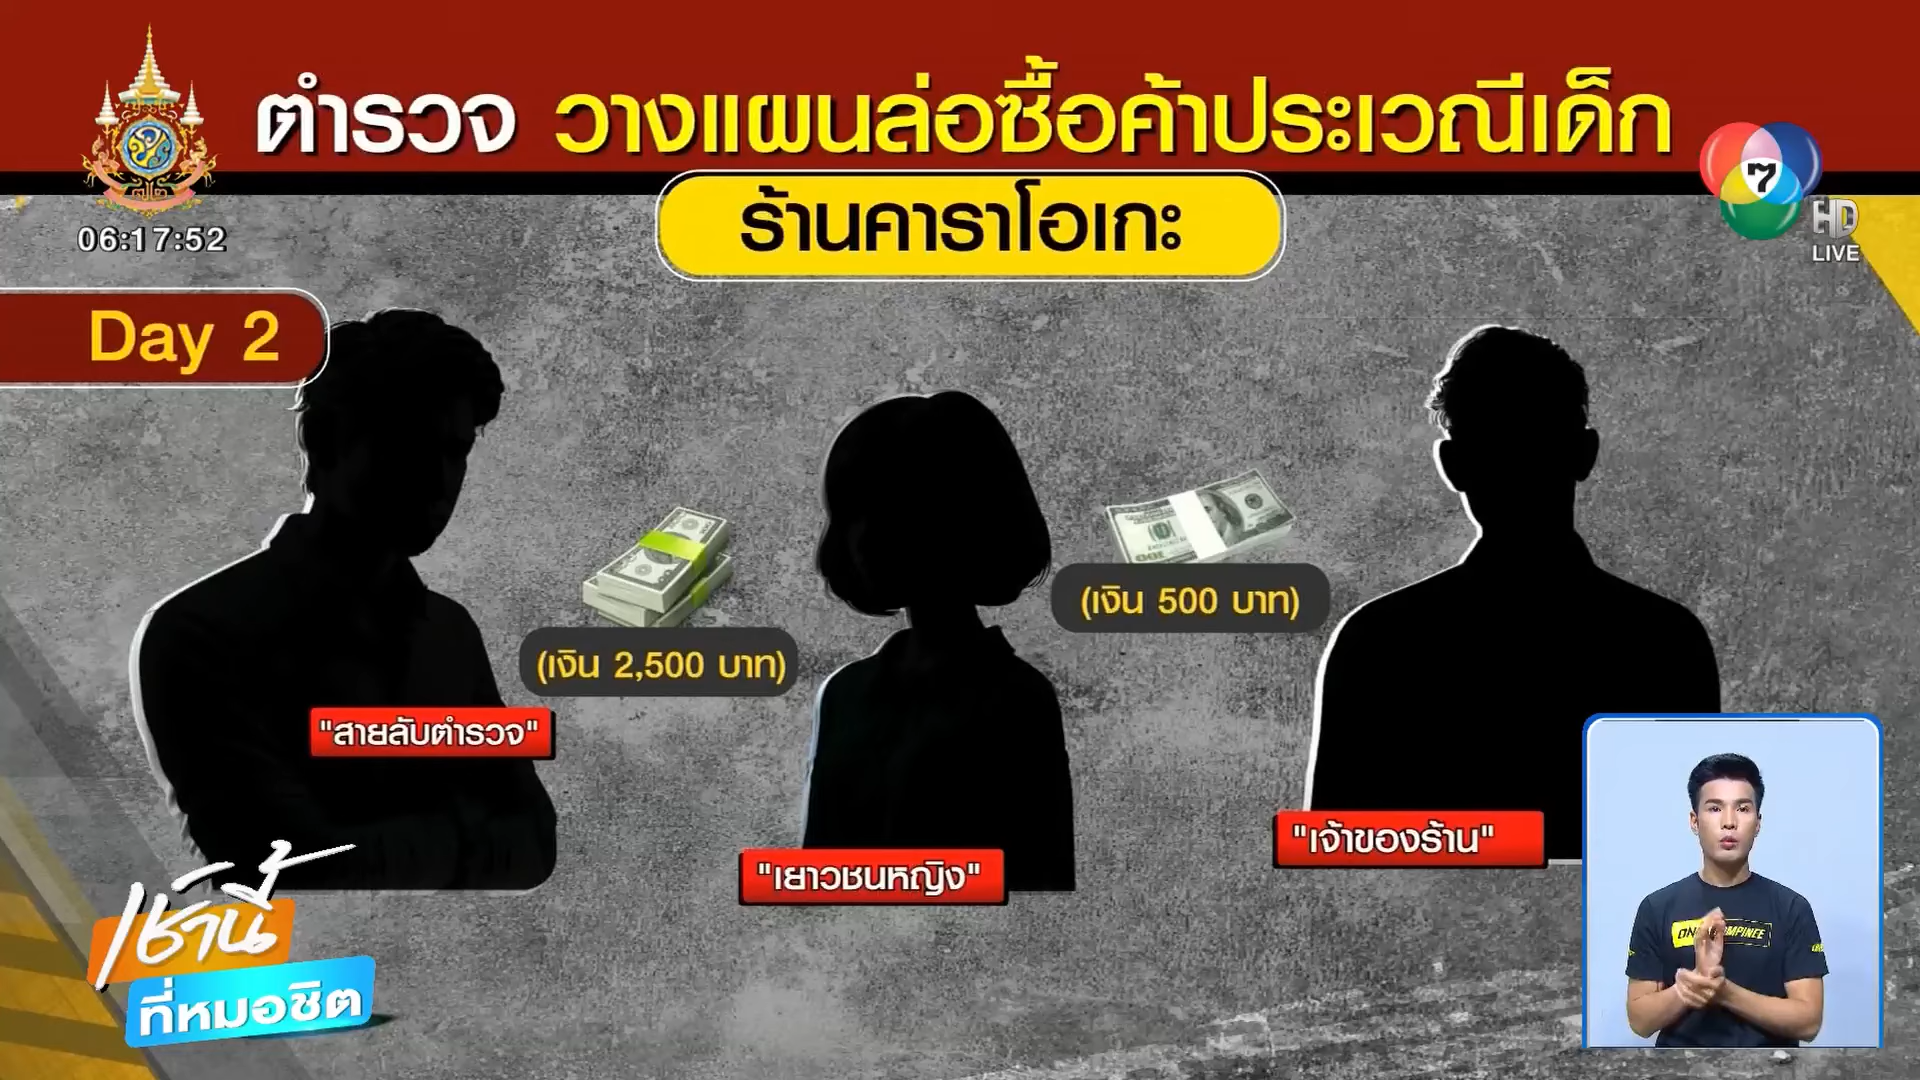 ตำรวจ วางแผนล่อซื้อค้าประเวณีเด็ก
7
ร้านคาราโอเกะ
HD
LIVE
06:17:52
Day 2
(เงิน 500 บาท)
(เงิน 2,500 บาท)
"สายลับตำรวจ"
"เจ้าของร้าน"
"เยาวชนหญิง"
เช้านี้
ที่หมอชิต